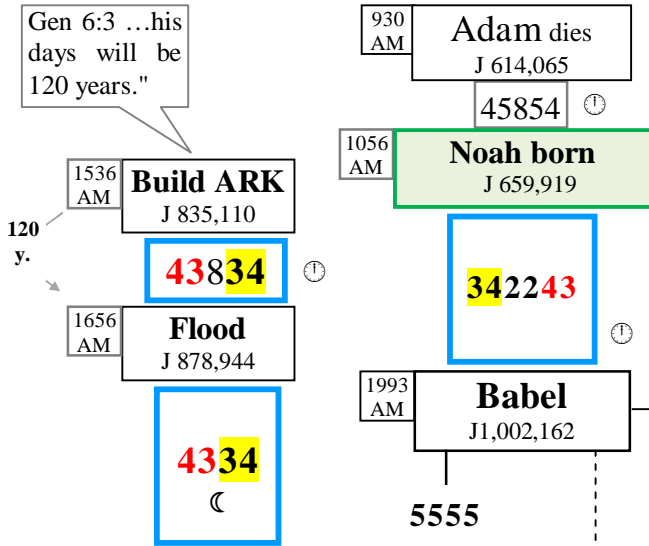 Gen 6:3 …his
days will be
120 years."
1536
AM
Build ARK
J 835,110
120
y.
43834
1656
AM
Flood
J 878,944
4334
930
AM
Adam dies
J 614,065
45854
1056
AM
Noah born
J 659,919
342243
1993
AM
Babel
J1,002,162
5555